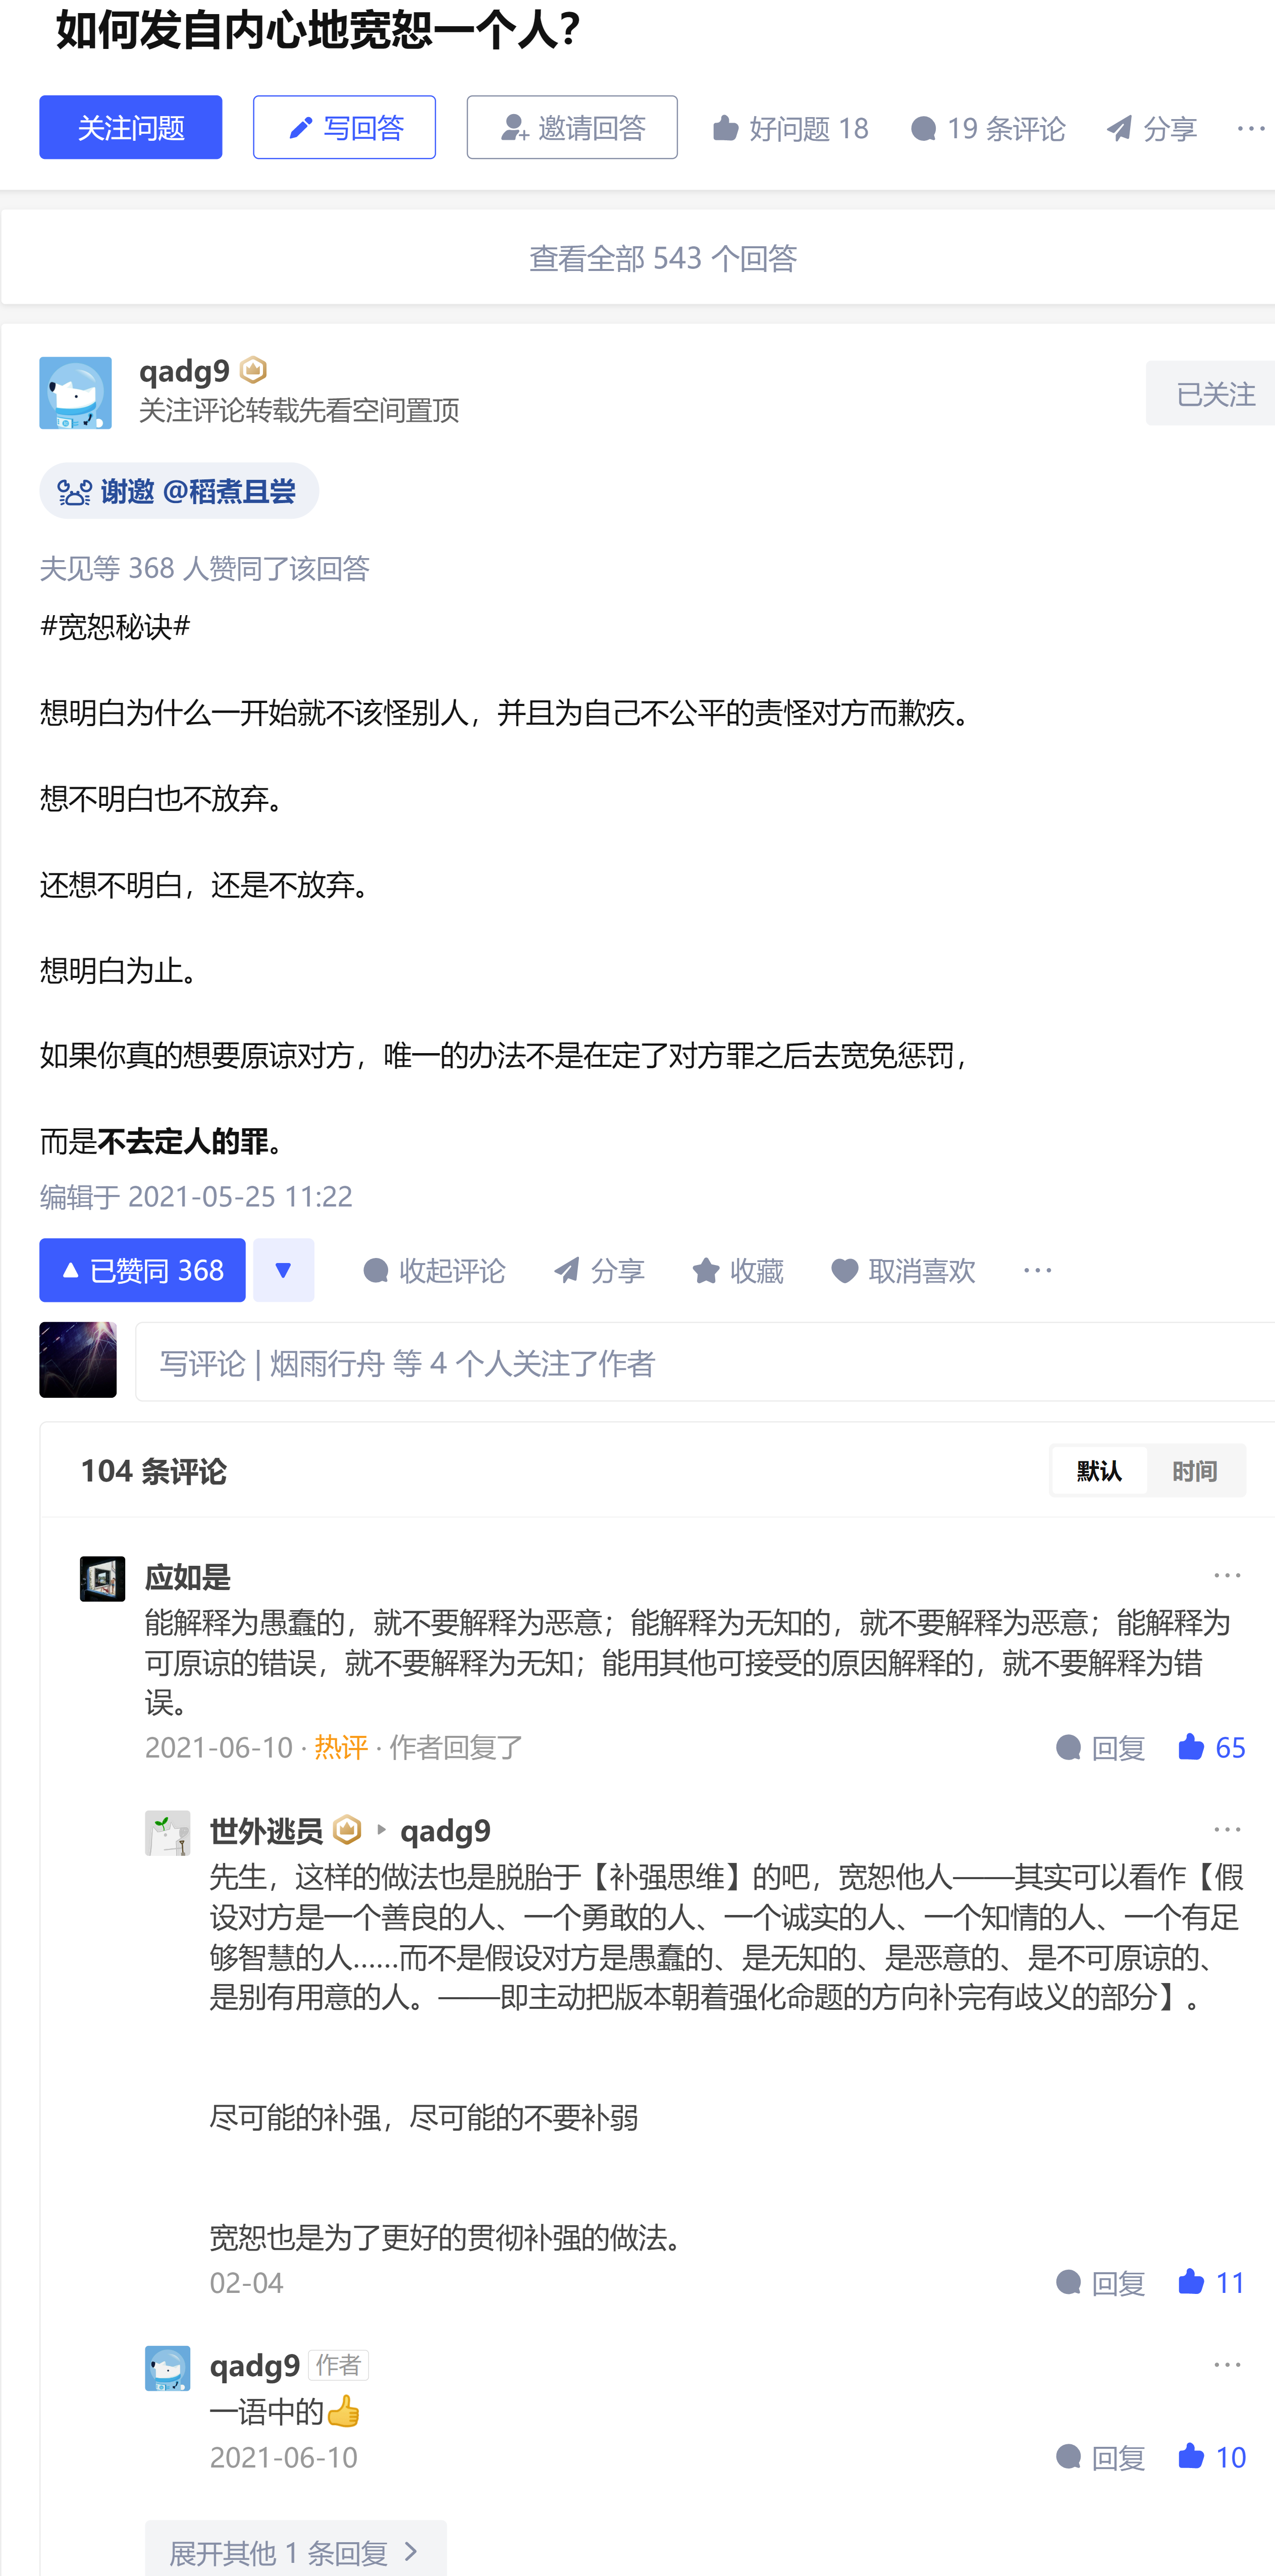 如何发自内心地宽恕一个人？
关注问题 写回答 邀请回答 好问题 18 19 条评论 分享 ···
查看全部 543 个回答
qadg9
关注评论转载先看空间置顶
已关注
谢邀 @稻煮且尝
夫见等 368 人赞同了该回答
#宽恕秘诀#
想明白为什么一开始就不该怪别人，并且为自己不公平的责怪对方而歉疚。
想不明白也不放弃。
还想不明白，还是不放弃。
想明白为止。
如果你真的想要原谅对方，唯一的办法不是在定了对方罪之后去宽免惩罚，
而是不去定人的罪。
编辑于 2021-05-25 11:22
已赞同 368 收起评论 分享 收藏 取消喜欢 ···
写评论 | 烟雨行舟 等 4 个人关注了作者
104 条评论 默认 时间
应如是 ···
能解释为愚蠢的，就不要解释为恶意；能解释为无知的，就不要解释为恶意；能解释为
可原谅的错误，就不要解释为无知；能用其他可接受的原因解释的，就不要解释为错
误。
2021-06-10 · 热评 · 作者回复了 回复 65
世外逃员 qadg9 ···
先生，这样的做法也是脱胎于【补强思维】的吧，宽恕他人——其实可以看作【假
设对方是一个善良的人、一个勇敢的人、一个诚实的人、一个知情的人、一个有足
够智慧的人……而不是假设对方是愚蠢的、是无知的、是恶意的、是不可原谅的、
是别有用意的人。——即主动把版本朝着强化命题的方向补完有歧义的部分】。
尽可能的补强，尽可能的不要补弱
宽恕也是为了更好的贯彻补强的做法。
02-04 回复 11
qadg9 作者 ···
一语中的👍
2021-06-10 回复 10
展开其他 1 条回复 >